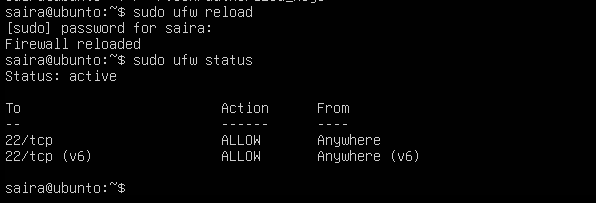 saira@ubunto:~$ sudo ufw reload
[sudo] password for saira:
Firewall reloaded
saira@ubunto:~$ sudo ufw status
Status: active
To Action From
-- ------ ----
22/tcp ALLOW Anywhere
22/tcp (v6) ALLOW Anywhere (v6)
saira@ubunto:~$